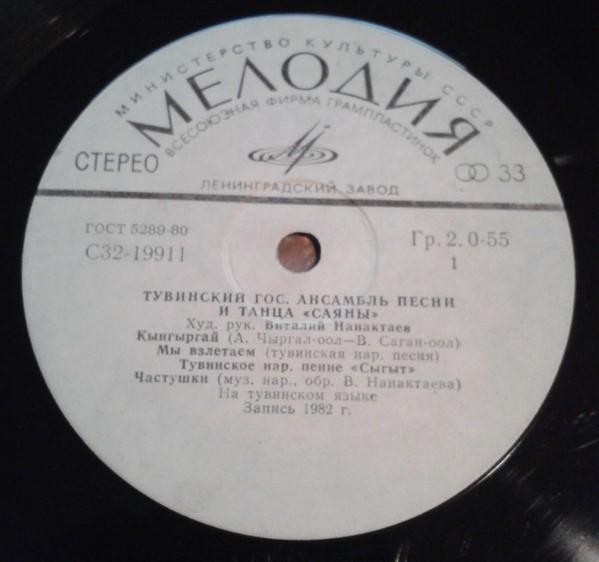 МИНИСТЕРСТВО КУЛЬТУРЫ СССР
МЕЛОДИЯ
ВСЕСОЮЗНАЯ ФИРМА ГРАМПЛАСТИНОК
СТЕРЕО
33
ЛЕНИНГРАДСКИЙ ЗАВОД
ГОСТ 5289-80
С32-19911
Гр. 2. 0-55
1
ТУВИНСКИЙ ГОС. АНСАМБЛЬ ПЕСНИ
И ТАНЦА «САЯНЫ»
Худ. рук. Виталий Нанактаев
Кынгыргай (А. Чыргал-оол—В. Саган-оол)
Мы взлетаем (тувинская нар. песня)
Тувинское нар. пение «Сыгыт»
Частушки (муз. нар., обр. В. Нанактаева)
На тувинском языке
Запись 1982 г.